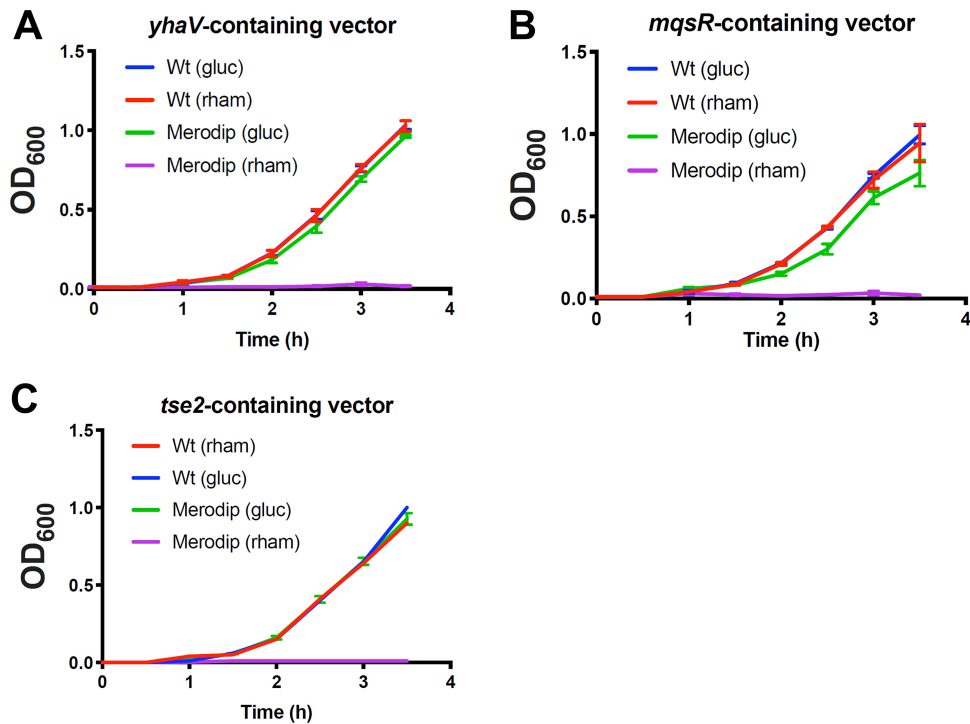 A
yhaV-containing vector
1.5
1.0
0.5
0.0
OD600
Wt (gluc)
Wt (rham)
Merodip (gluc)
Merodip (rham)
0 1 2 3 4
Time (h)
B
mqsR-containing vector
1.5
1.0
0.5
0.0
OD600
Wt (gluc)
Wt (rham)
Merodip (gluc)
Merodip (rham)
0 1 2 3 4
Time (h)
C
tse2-containing vector
1.5
1.0
0.5
0.0
OD600
Wt (rham)
Wt (gluc)
Merodip (gluc)
Merodip (rham)
0 1 2 3 4
Time (h)